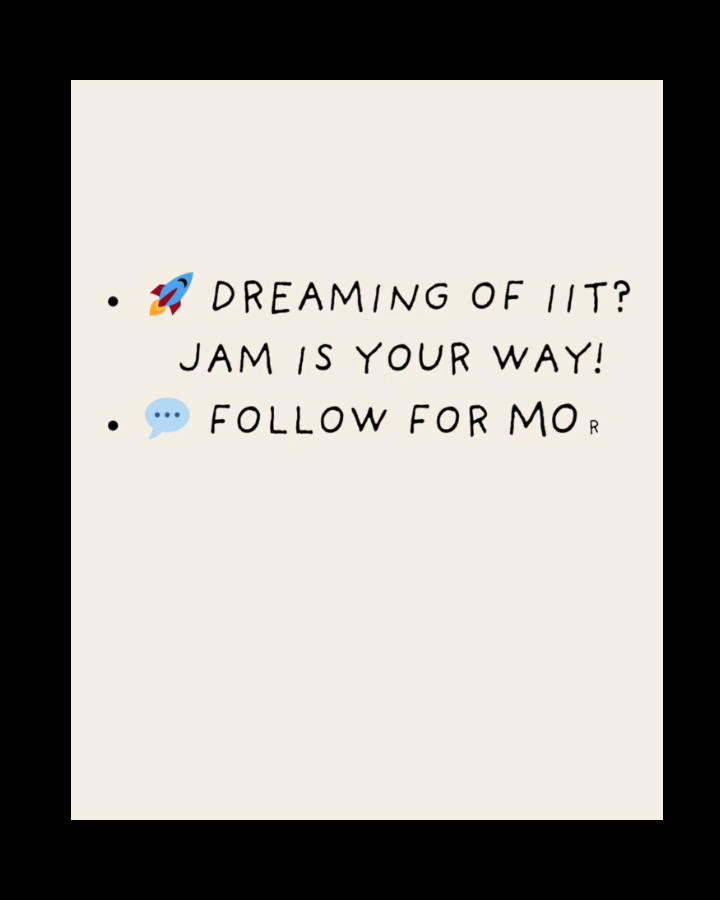 • 🚀 DREAMING OF IIT?
JAM IS YOUR WAY!
• 💬 FOLLOW FOR MOR